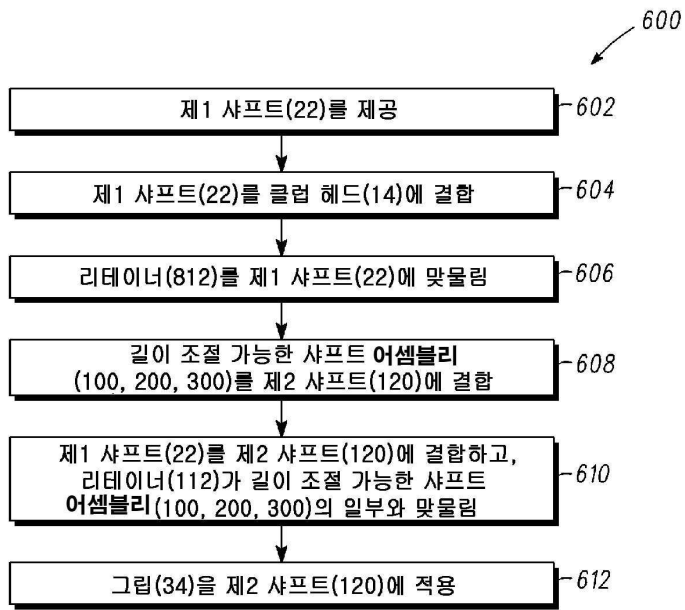 600
제1 샤프트(22)를 제공
602
제1 샤프트(22)를 클럽 헤드(14)에 결합
604
리테이너(812)를 제1 샤프트(22)에 맞물림
606
길이 조절 가능한 샤프트 어셈블리
(100, 200, 300)를 제2 샤프트(120)에 결합
608
제1 샤프트(22)를 제2 샤프트(120)에 결합하고,
리테이너(112)가 길이 조절 가능한 샤프트
어셈블리(100, 200, 300)의 일부와 맞물림
610
그립(34)을 제2 샤프트(120)에 적용
612